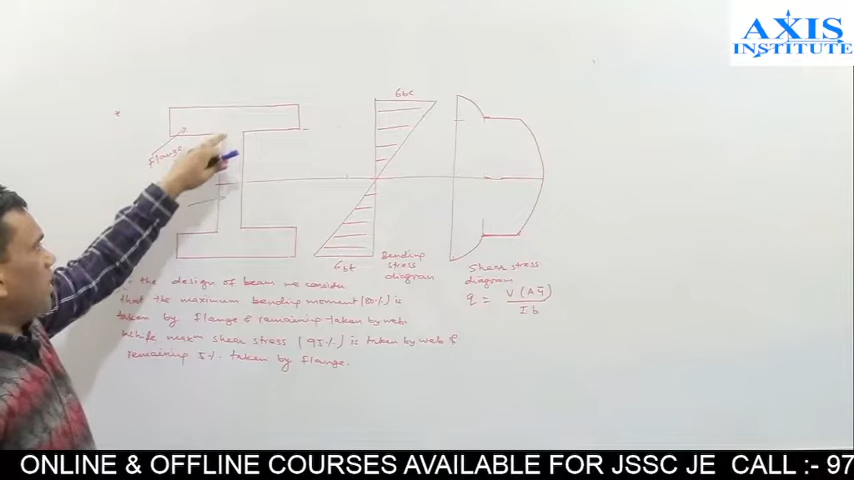 AXIS
INSTITUTE
σbc
Flange
σbt
Bending
stress
diagram
Shear stress
diagram
q = V(Aȳ) / Ib
the design of beam we consider
that the maximum bending moment (80%) is
taken by flange & remaining taken by web.
While, maxm shear stress (95%) is taken by web &
remaining 5% taken by flange.
ONLINE & OFFLINE COURSES AVAILABLE FOR JSSC JE CALL :- 97